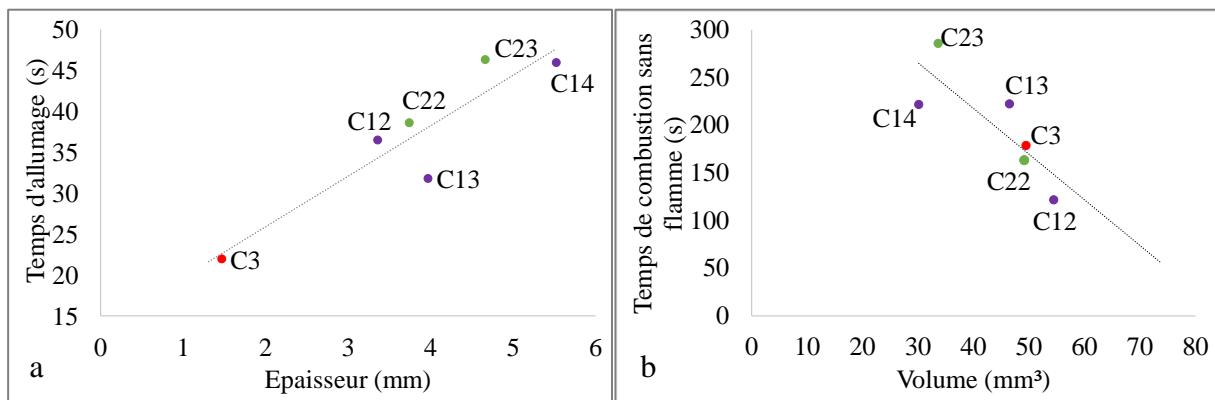 Temps d'allumage (s)
50
45
40
35
30
25
20
15
C23
C14
C22
C12
C13
C3
0 1 2 3 4 5 6
Epaisseur (mm)
a
Temps de combustion sans
flamme (s)
300
250
200
150
100
50
0
C23
C13
C14
C3
C22
C12
0 10 20 30 40 50 60 70 80
Volume (mm³)
b